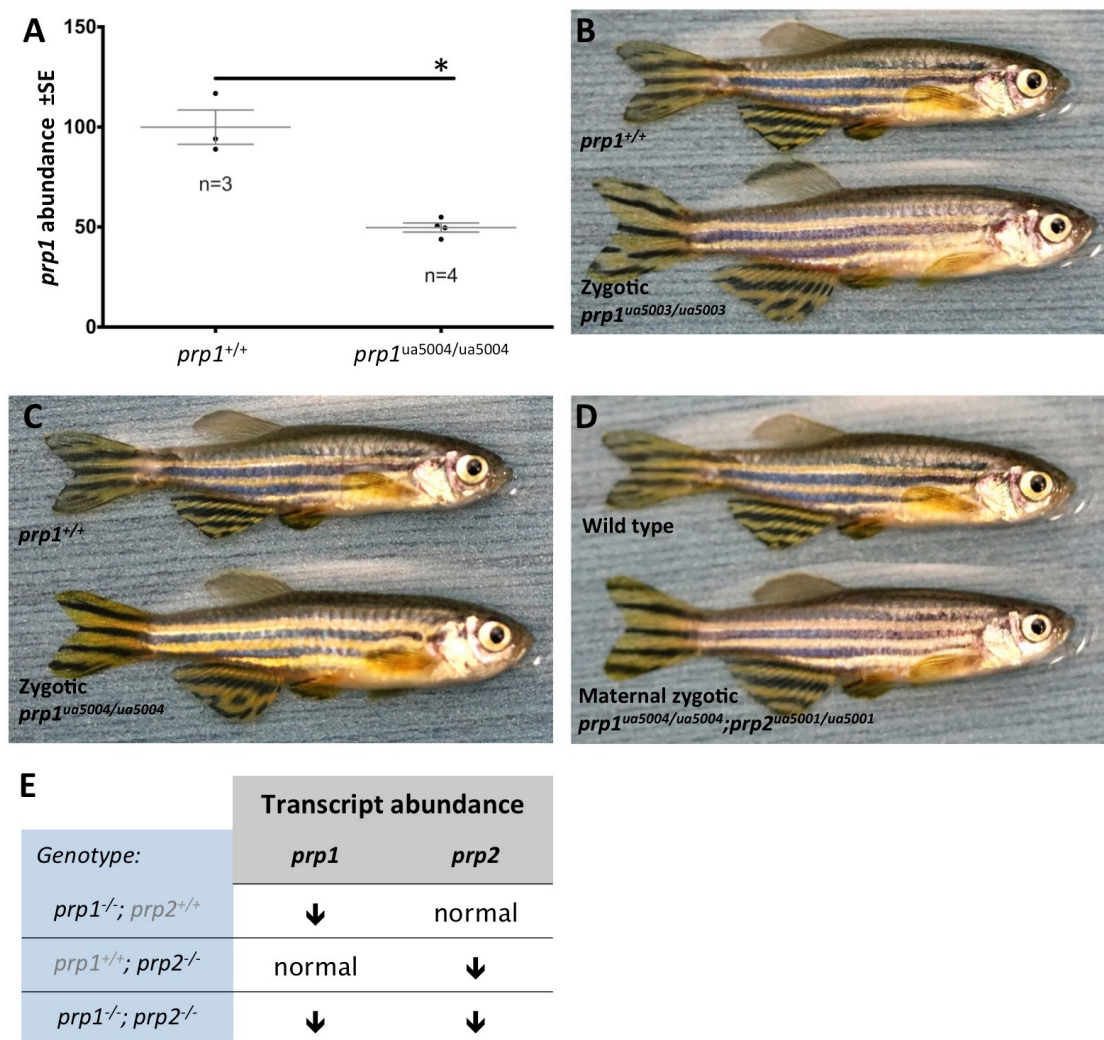 A
150
100
50
0
prp1 abundance ±SE
*
n=3
n=4
prp1+/+
prp1ua5004/ua5004
B
prp1+/+
Zygotic
prp1ua5003/ua5003
C
prp1+/+
Zygotic
prp1ua5004/ua5004
D
Wild type
Maternal zygotic
prp1ua5004/ua5004;prp2ua5001/ua5001
E
Transcript abundance
Genotype: prp1 prp2
prp1-/-; prp2+/+ ↓ normal
prp1+/+; prp2-/- normal ↓
prp1-/-; prp2-/- ↓ ↓